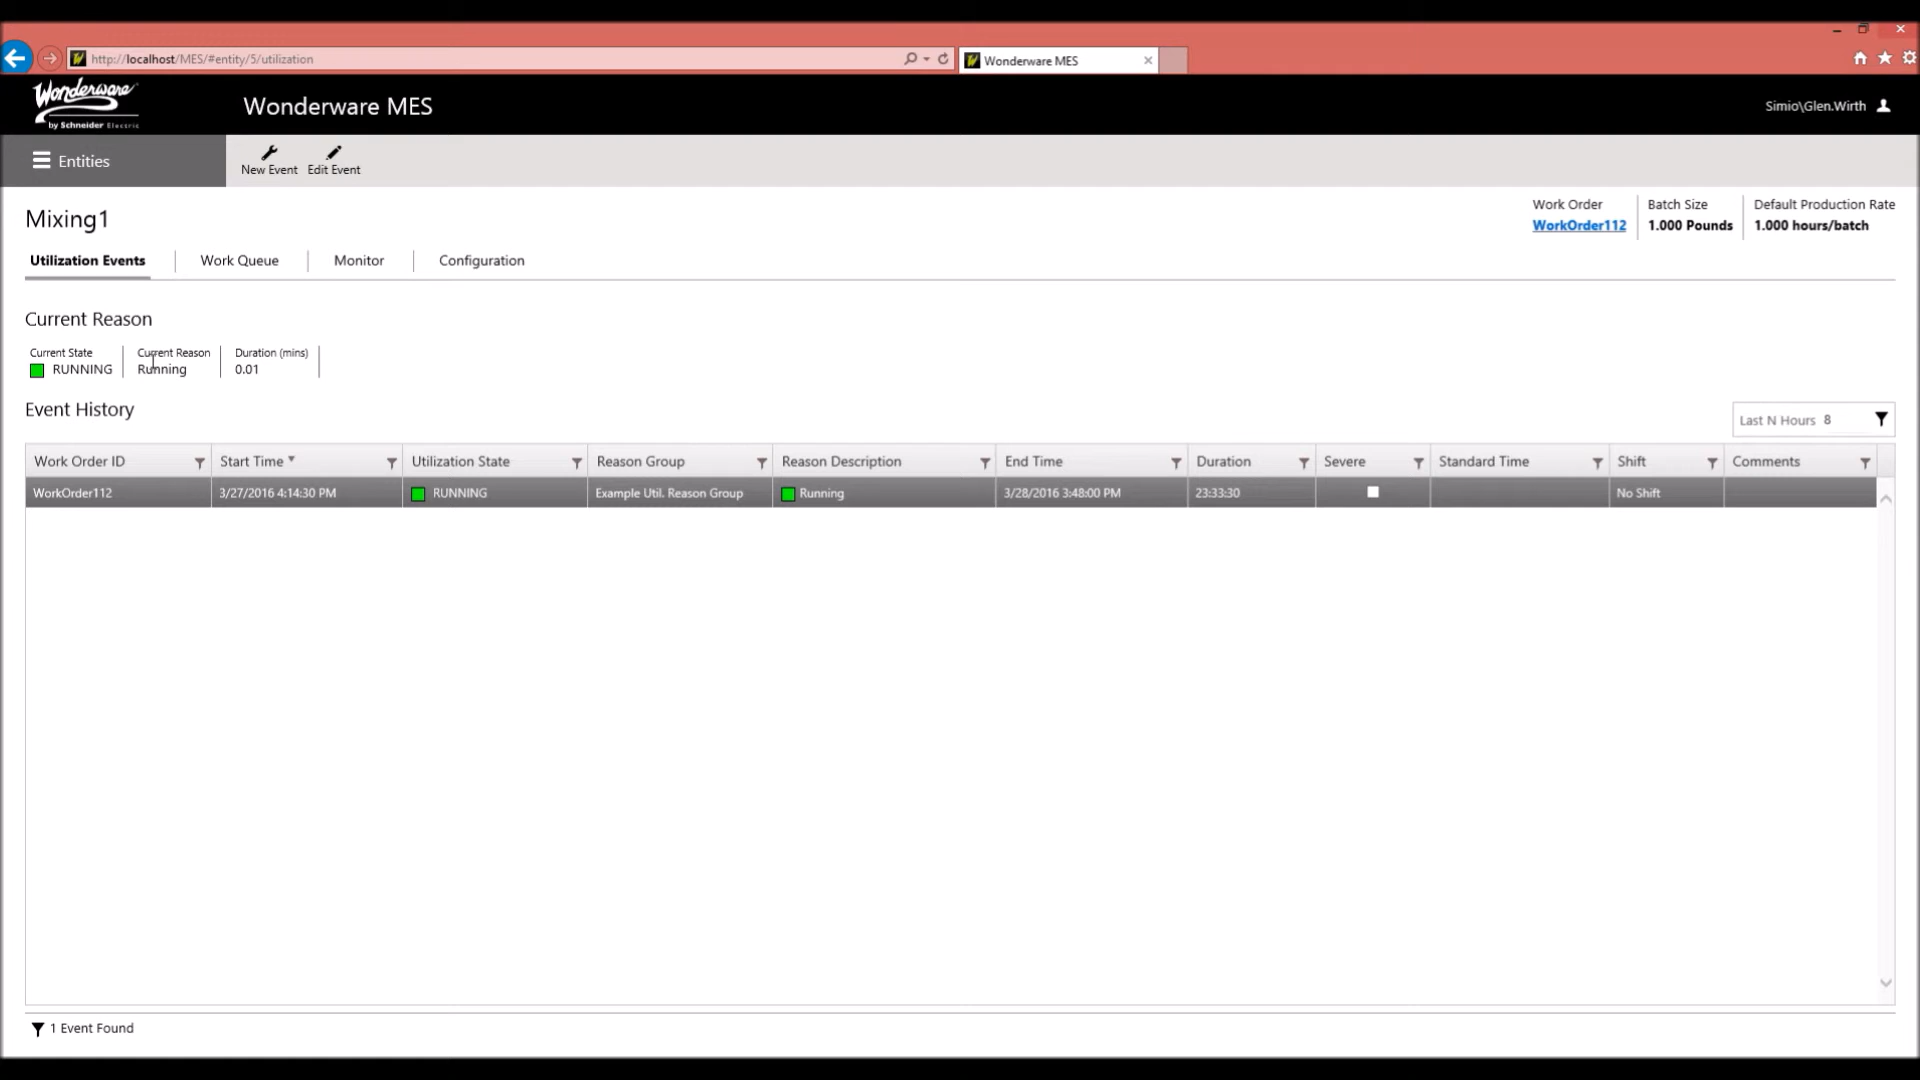 http://localhost/MES/#entity/5/utilization
Wonderware MES
Wonderware
by Schneider Electric
Wonderware MES
Simio\Glen.Wirth
Entities
New Event
Edit Event
Mixing1
Work Order
WorkOrder112
Batch Size
1.000 Pounds
Default Production Rate
1.000 hours/batch
Utilization Events
Work Queue
Monitor
Configuration
Current Reason
Current State
RUNNING
Current Reason
Running
Duration (mins)
0.01
Event History
Last N Hours 8
Work Order ID Start Time Utilization State Reason Group Reason Description End Time Duration Severe Standard Time Shift Comments
WorkOrder112 3/27/2016 4:14:30 PM RUNNING Example Util. Reason Group Running 3/28/2016 3:48:00 PM 23:33:30 No Shift
1 Event Found